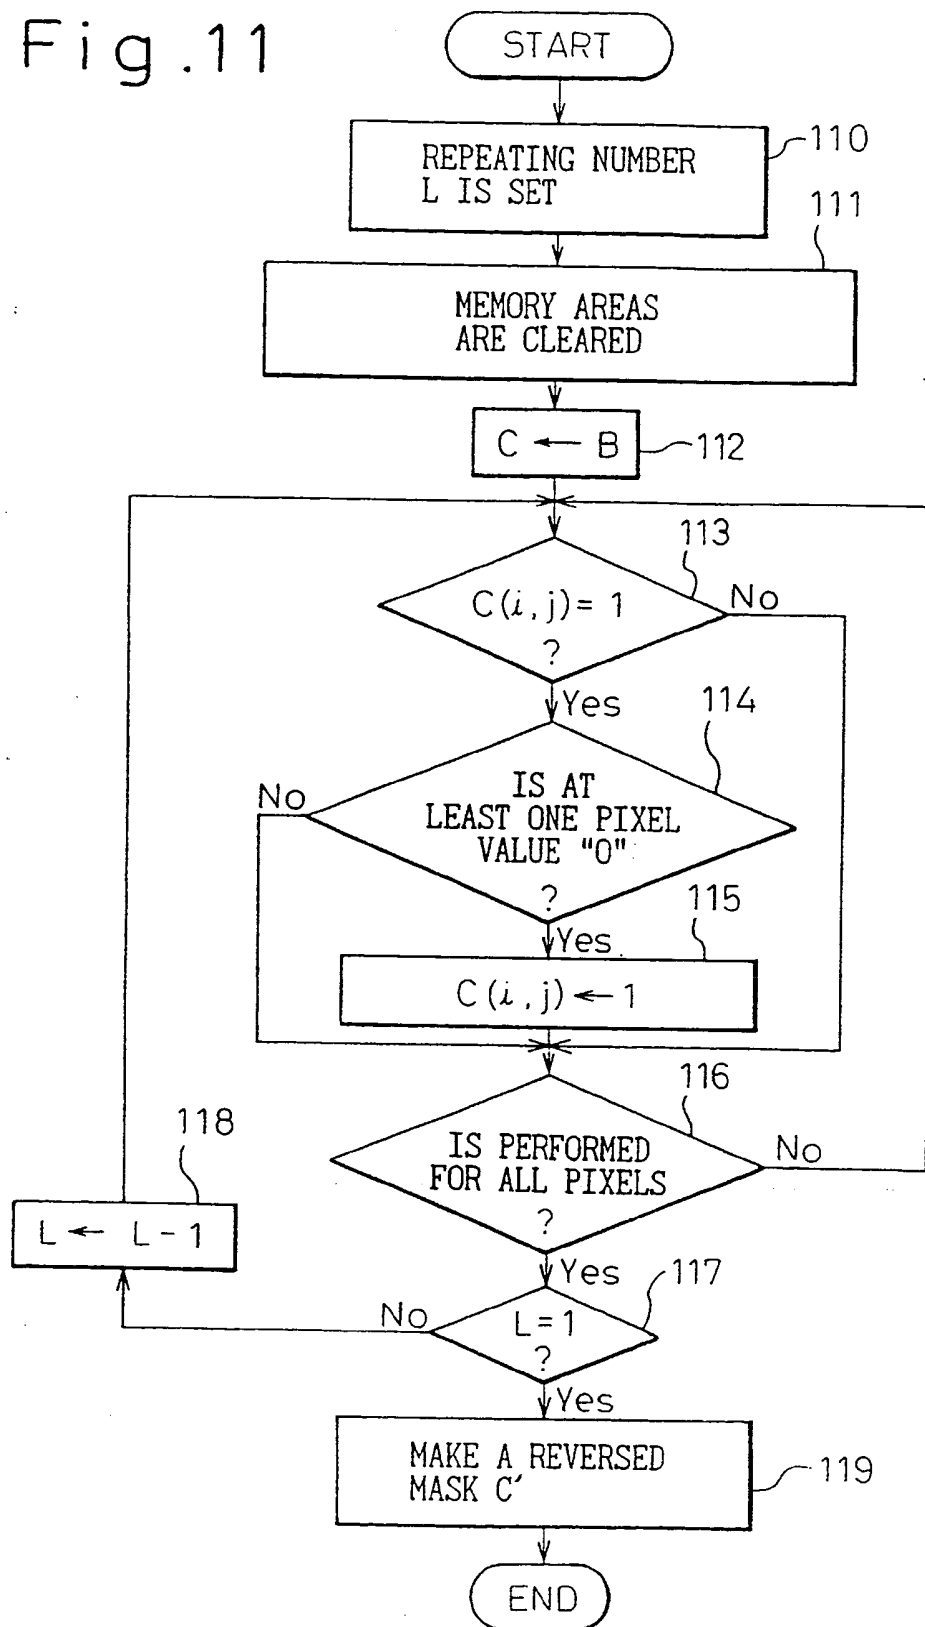 Fig.11
START
REPEATING NUMBER
L IS SET
110
111
MEMORY AREAS
ARE CLEARED
C ← B
112
113
C(i,j)= 1
?
No
Yes
114
IS AT
LEAST ONE PIXEL
VALUE "0"
?
No
Yes
115
C(i,j)← 1
116
IS PERFORMED
FOR ALL PIXELS
?
No
Yes
118
L ← L-1
117
L=1
?
No
Yes
MAKE A REVERSED
MASK C'
119
END